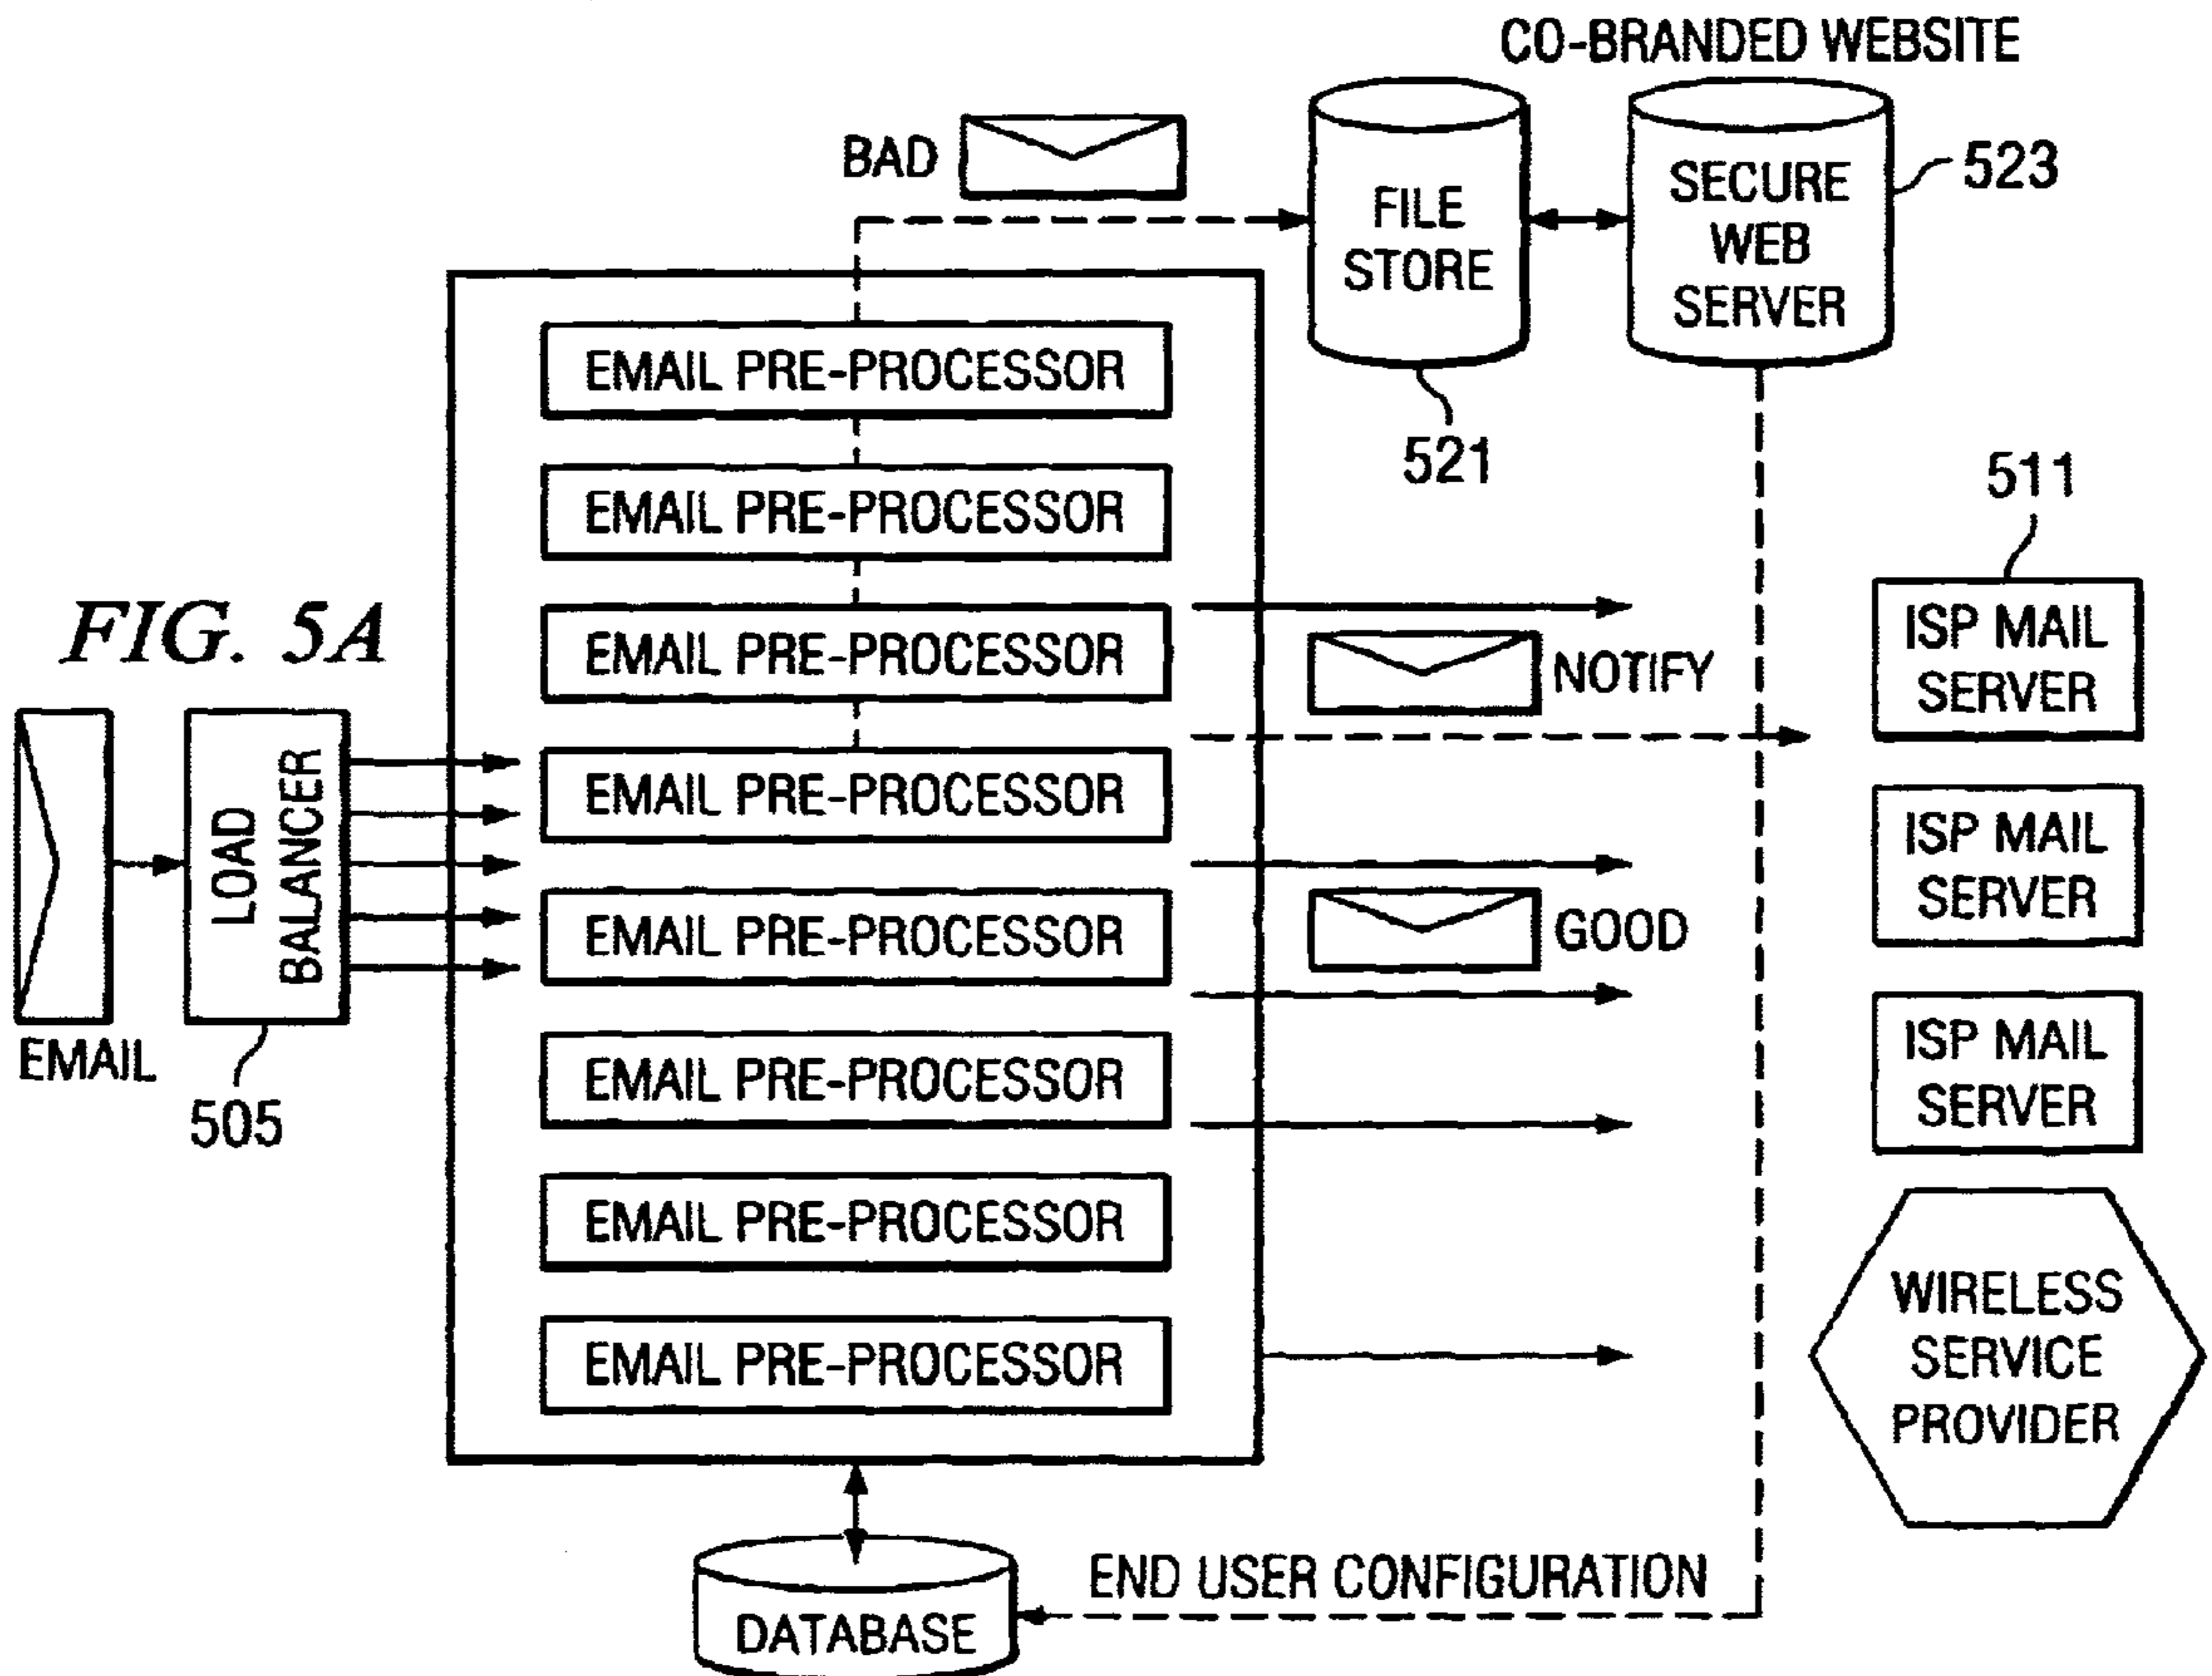 CO-BRANDED WEBSITE
BAD
FILE
STORE
SECURE
WEB
SERVER
523
521
EMAIL PRE-PROCESSOR
EMAIL PRE-PROCESSOR
EMAIL PRE-PROCESSOR
EMAIL PRE-PROCESSOR
EMAIL PRE-PROCESSOR
EMAIL PRE-PROCESSOR
EMAIL PRE-PROCESSOR
EMAIL PRE-PROCESSOR
FIG. 5A
EMAIL
LOAD
BALANCER
505
NOTIFY
GOOD
511
ISP MAIL
SERVER
ISP MAIL
SERVER
ISP MAIL
SERVER
WIRELESS
SERVICE
PROVIDER
END USER CONFIGURATION
DATABASE